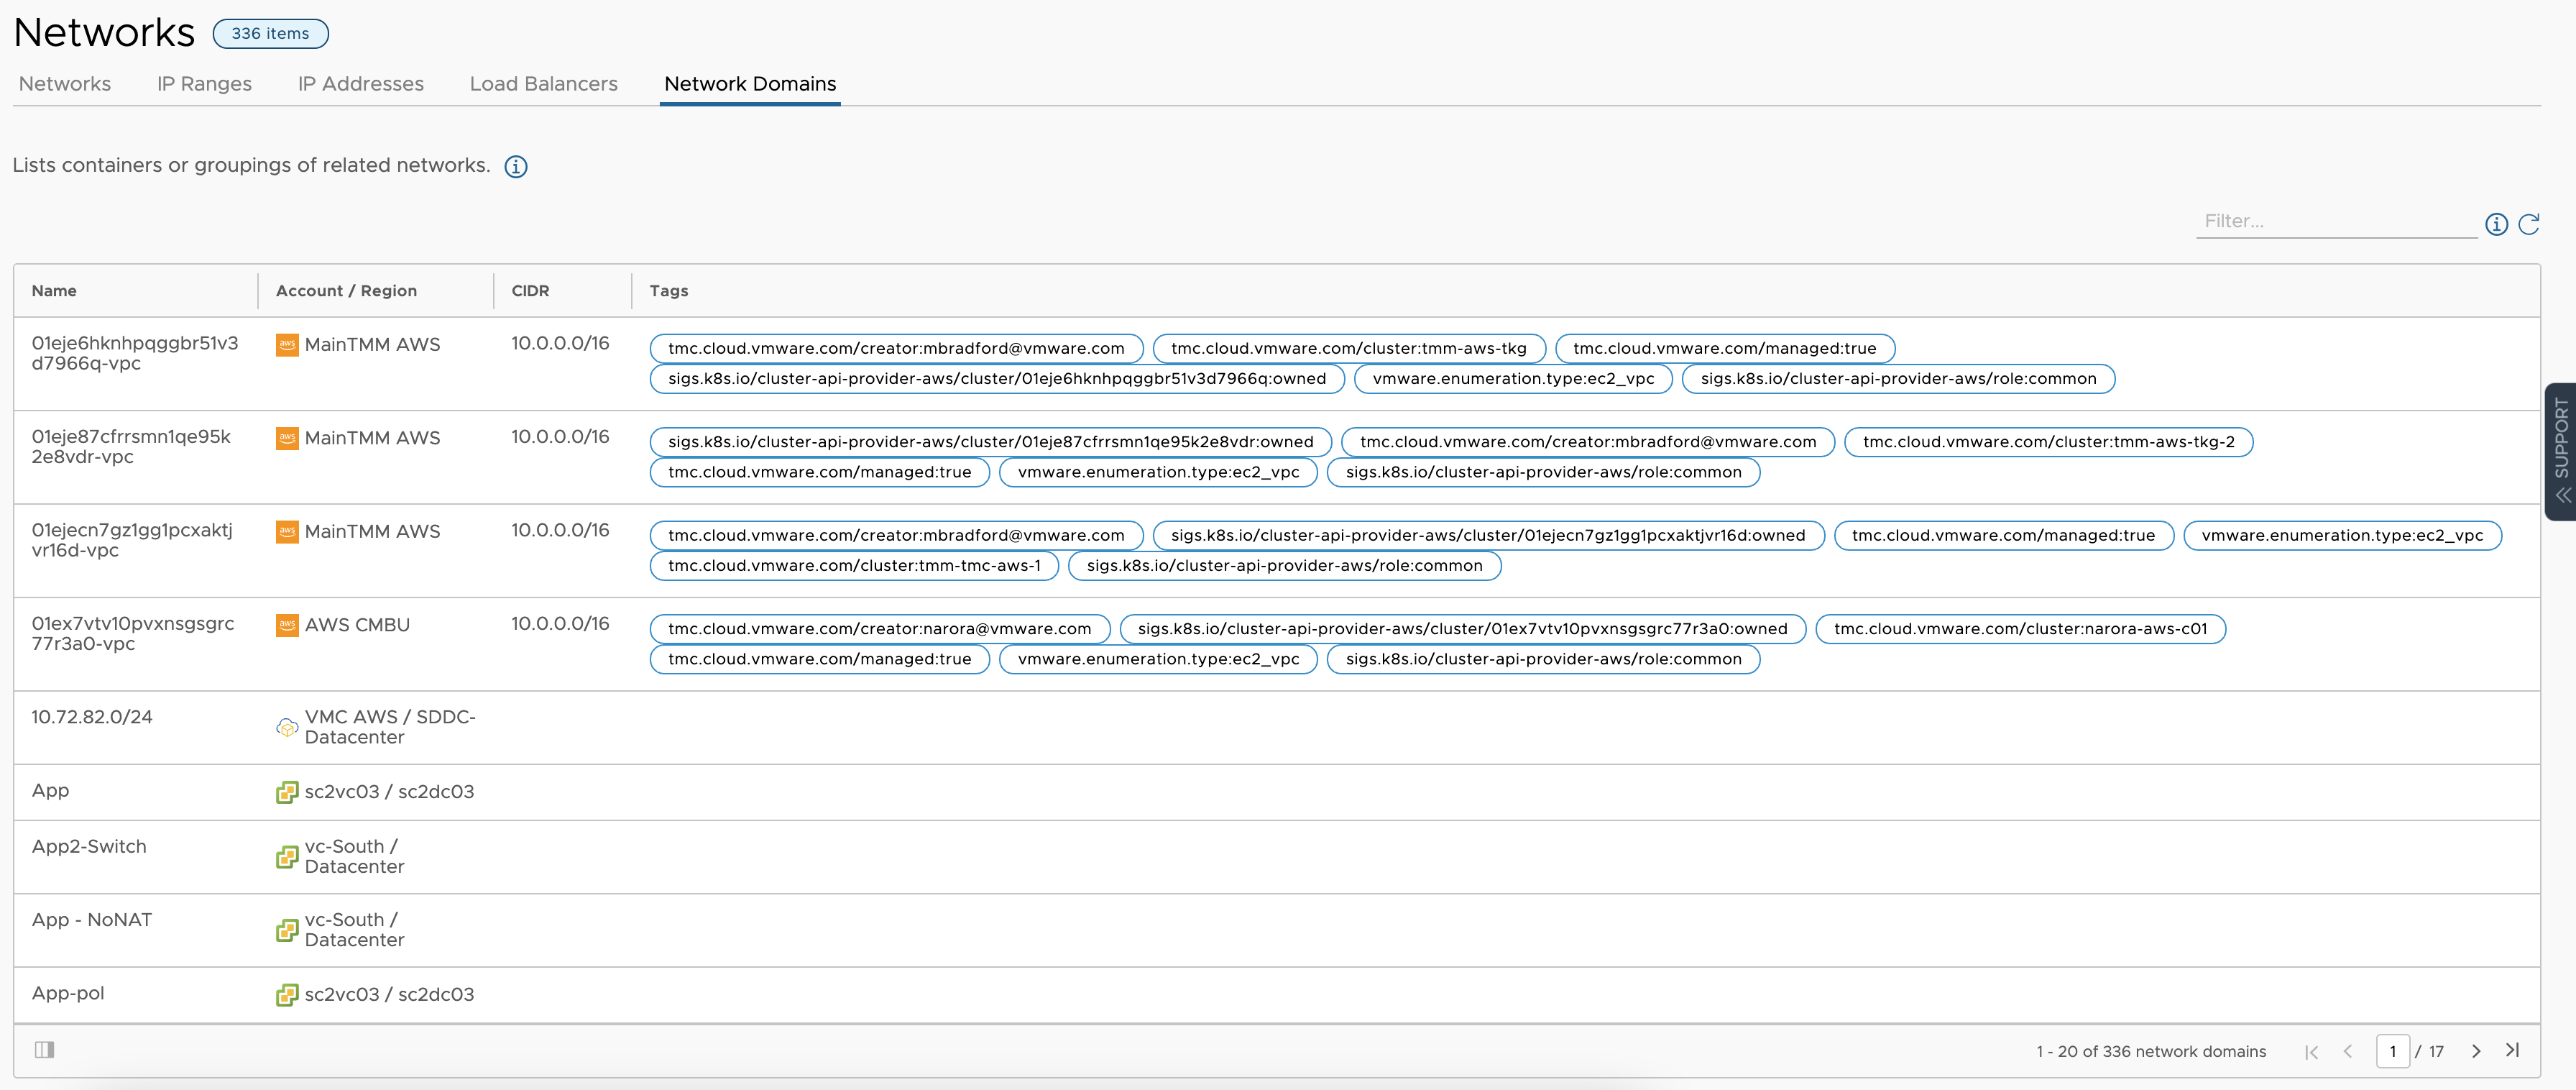 Networks 336 items
Networks IP Ranges IP Addresses Load Balancers Network Domains
Lists containers or groupings of related networks.
Filter...
Name Account / Region CIDR Tags
01eje6hknhpqggbr51v3
d7966q-vpc
aws MainTMM AWS
10.0.0.0/16
tmc.cloud.vmware.com/creator:mbradford@vmware.com tmc.cloud.vmware.com/cluster:tmm-aws-tkg tmc.cloud.vmware.com/managed:true
sigs.k8s.io/cluster-api-provider-aws/cluster/01eje6hknhpqggbr51v3d7966q:owned vmware.enumeration.type:ec2_vpc sigs.k8s.io/cluster-api-provider-aws/role:common
01eje87cfrrsmn1qe95k
2e8vdr-vpc
aws MainTMM AWS
10.0.0.0/16
sigs.k8s.io/cluster-api-provider-aws/cluster/01eje87cfrrsmn1qe95k2e8vdr:owned tmc.cloud.vmware.com/creator:mbradford@vmware.com tmc.cloud.vmware.com/cluster:tmm-aws-tkg-2
tmc.cloud.vmware.com/managed:true vmware.enumeration.type:ec2_vpc sigs.k8s.io/cluster-api-provider-aws/role:common
01ejecn7gz1gg1pcxaktj
vr16d-vpc
aws MainTMM AWS
10.0.0.0/16
tmc.cloud.vmware.com/creator:mbradford@vmware.com sigs.k8s.io/cluster-api-provider-aws/cluster/01ejecn7gz1gg1pcxaktjvr16d:owned tmc.cloud.vmware.com/managed:true vmware.enumeration.type:ec2_vpc
tmc.cloud.vmware.com/cluster:tmm-tmc-aws-1 sigs.k8s.io/cluster-api-provider-aws/role:common
01ex7vtv10pvxnsgsgrc
77r3a0-vpc
aws AWS CMBU
10.0.0.0/16
tmc.cloud.vmware.com/creator:narora@vmware.com sigs.k8s.io/cluster-api-provider-aws/cluster/01ex7vtv10pvxnsgsgrc77r3a0:owned tmc.cloud.vmware.com/cluster:narora-aws-c01
tmc.cloud.vmware.com/managed:true vmware.enumeration.type:ec2_vpc sigs.k8s.io/cluster-api-provider-aws/role:common
10.72.82.0/24
VMC AWS / SDDC-
Datacenter
App
sc2vc03 / sc2dc03
App2-Switch
vc-South /
Datacenter
App - NoNAT
vc-South /
Datacenter
App-pol
sc2vc03 / sc2dc03
1 - 20 of 336 network domains 1 / 17
SUPPORT